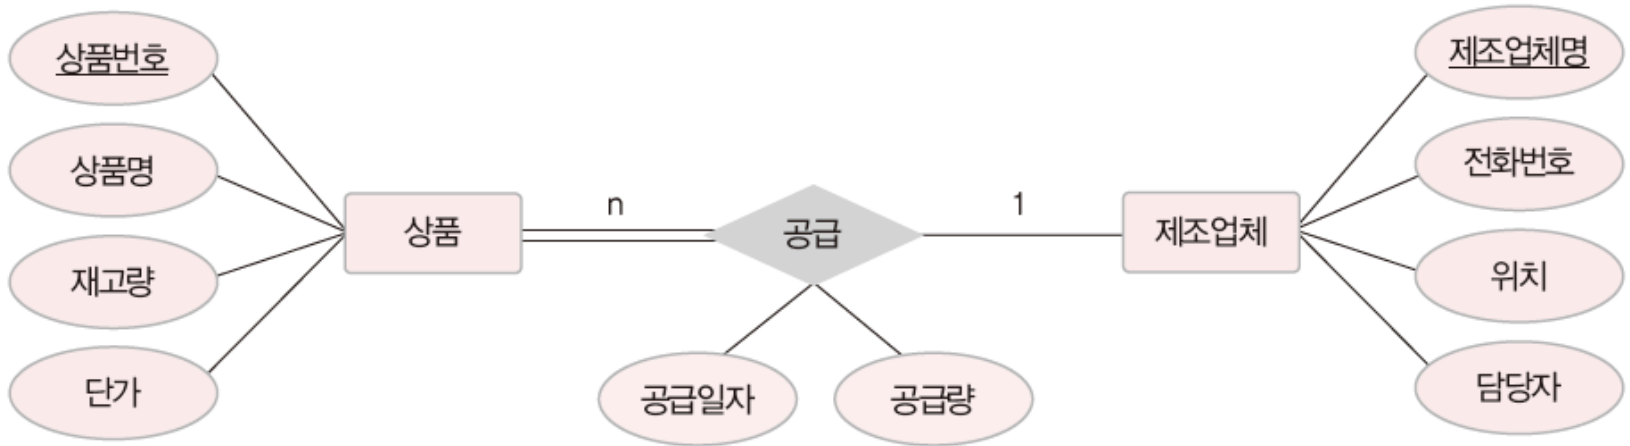 상품번호
상품명
재고량
단가
상품
n
공급
1
제조업체
공급일자
공급량
제조업체명
전화번호
위치
담당자